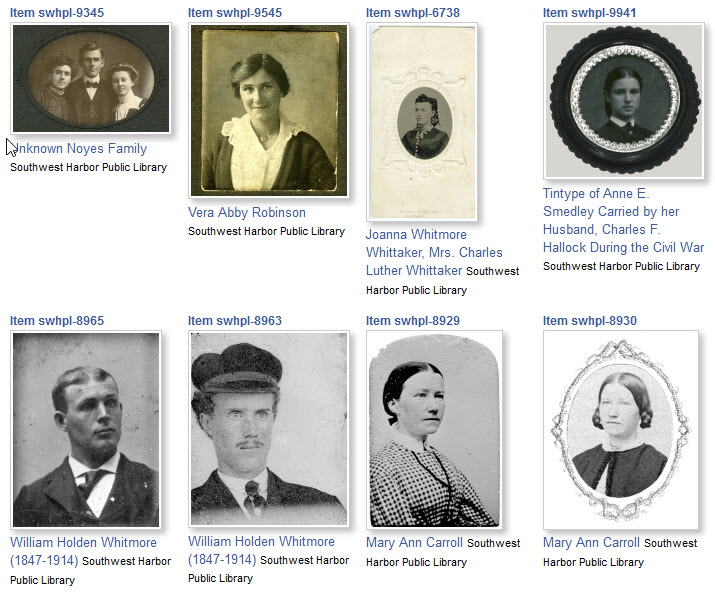 Item swhpl-9345
Unknown Noyes Family
Southwest Harbor Public Library
Item swhpl-9545
Vera Abby Robinson
Southwest Harbor Public Library
Item swhpl-6738
Joanna Whitmore
Whittaker, Mrs. Charles
Luther Whittaker Southwest
Harbor Public Library
Item swhpl-9941
Tintype of Anne E.
Smedley Carried by her
Husband, Charles F.
Hallock During the Civil War
Southwest Harbor Public Library
Item swhpl-8965
William Holden Whitmore
(1847-1914) Southwest Harbor
Public Library
Item swhpl-8963
William Holden Whitmore
(1847-1914) Southwest Harbor
Public Library
Item swhpl-8929
Mary Ann Carroll Southwest
Harbor Public Library
Item swhpl-8930
Mary Ann Carroll Southwest
Harbor Public Library